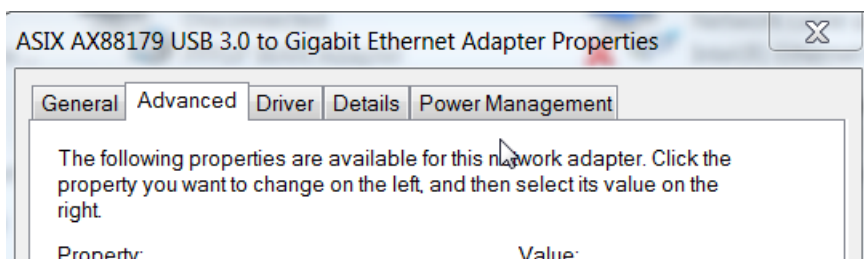 ASIX AX88179 USB 3.0 to Gigabit Ethernet Adapter Properties
General Advanced Driver Details Power Management
The following properties are available for this network adapter. Click the
property you want to change on the left, and then select its value on the
right.
Property: Value: